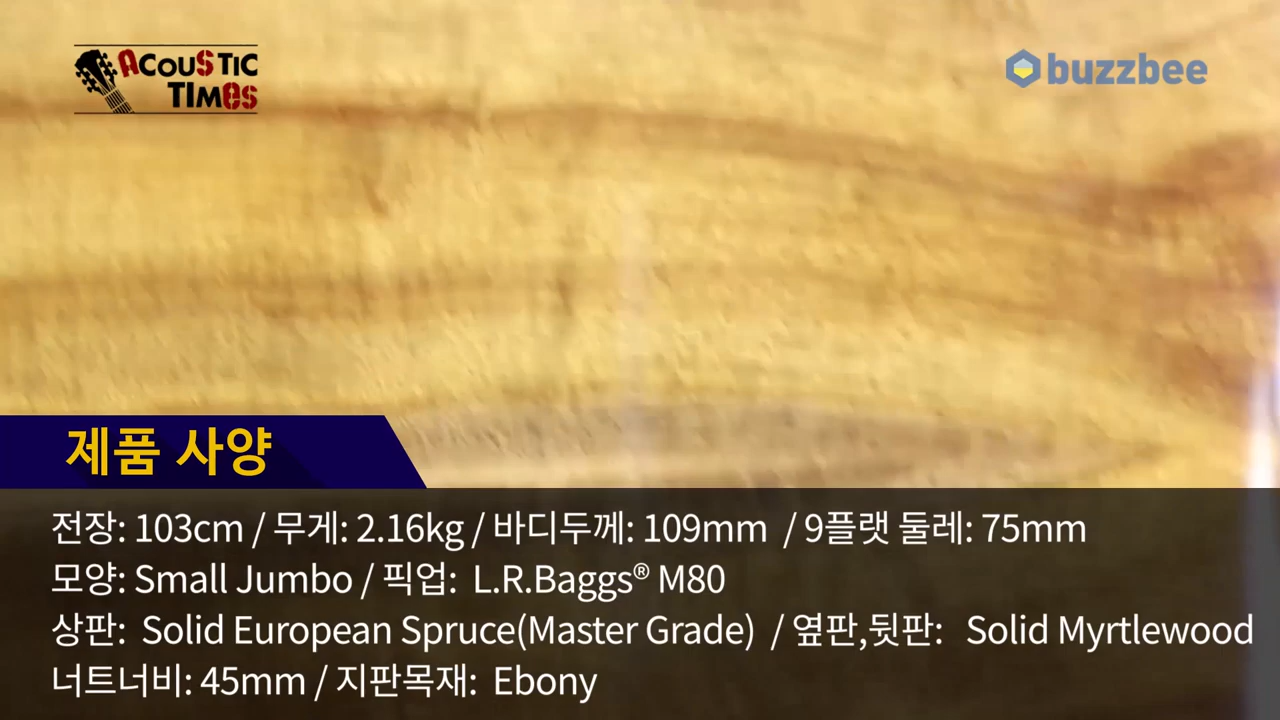 ACOUSTIC
TIMES
buzzbee
제품 사양
전장: 103cm / 무게: 2.16kg / 바디두께: 109mm / 9플랫 둘레: 75mm
모양: Small Jumbo / 픽업: L.R.Baggs® M80
상판: Solid European Spruce(Master Grade) / 옆판,뒷판: Solid Myrtlewood
너트너비: 45mm / 지판목재: Ebony